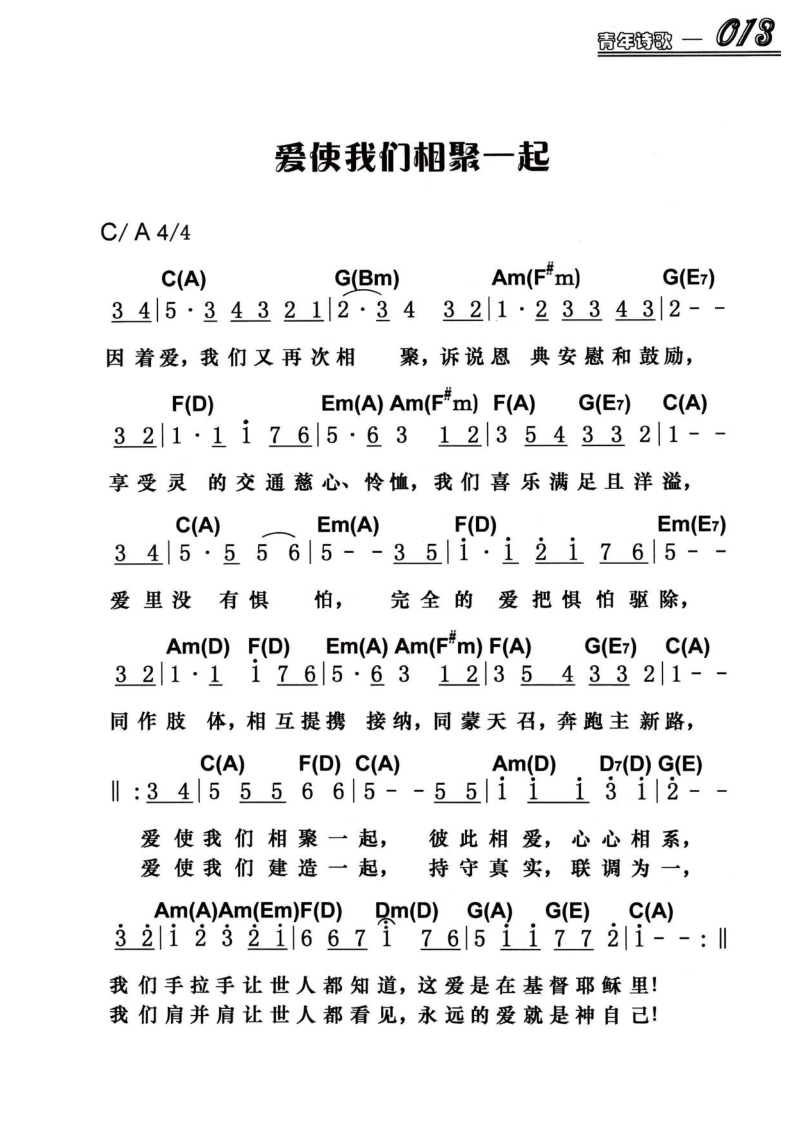 青年诗歌 — 013
爱使我们相聚一起
C/ A 4/4
C(A) G(Bm) Am(F#m) G(E7)
3 4|5 · 3 4 3 2 1|2 · 3 4 3 2|1 · 2 3 3 4 3|2 - -
因着爱,我们又再次相 聚,诉说恩 典安慰和鼓励,
F(D) Em(A) Am(F#m) F(A) G(E7) C(A)
3 2|1 · 1 i 7 6|5 · 6 3 1 2|3 5 4 3 3 2|1 - -
享受灵 的交通慈心、怜恤,我们喜乐满足且洋溢,
C(A) Em(A) F(D) Em(E7)
3 4|5 · 5 5 6|5 - - 3 5|i · i 2̇ i 7 6|5 - -
爱里没 有惧 怕, 完全的 爱把惧怕驱除,
Am(D) F(D) Em(A) Am(F#m) F(A) G(E7) C(A)
3 2|1 · 1 i 7 6|5 · 6 3 1 2|3 5 4 3 3 2|1 - -
同作肢 体,相互提携 接纳,同蒙天召,奔跑主新路,
C(A) F(D) C(A) Am(D) D7(D) G(E)
‖:3 4|5 5 5 6 6|5 - - 5 5|i i i 3̇ i|2̇ - -
爱使我们相聚一起, 彼此相爱,心心相系,
爱使我们建造一起, 持守真实,联调为一,
Am(A)Am(Em)F(D) Dm(D) G(A) G(E) C(A)
3̇ 2̇|i 2̇ 3̇ 2̇ i|6 6 7 i 7 6|5 i i 7 7 2̇|i - -:‖
我们手拉手让世人都知道,这爱是在基督耶稣里!
我们肩并肩让世人都看见,永远的爱就是神自己!